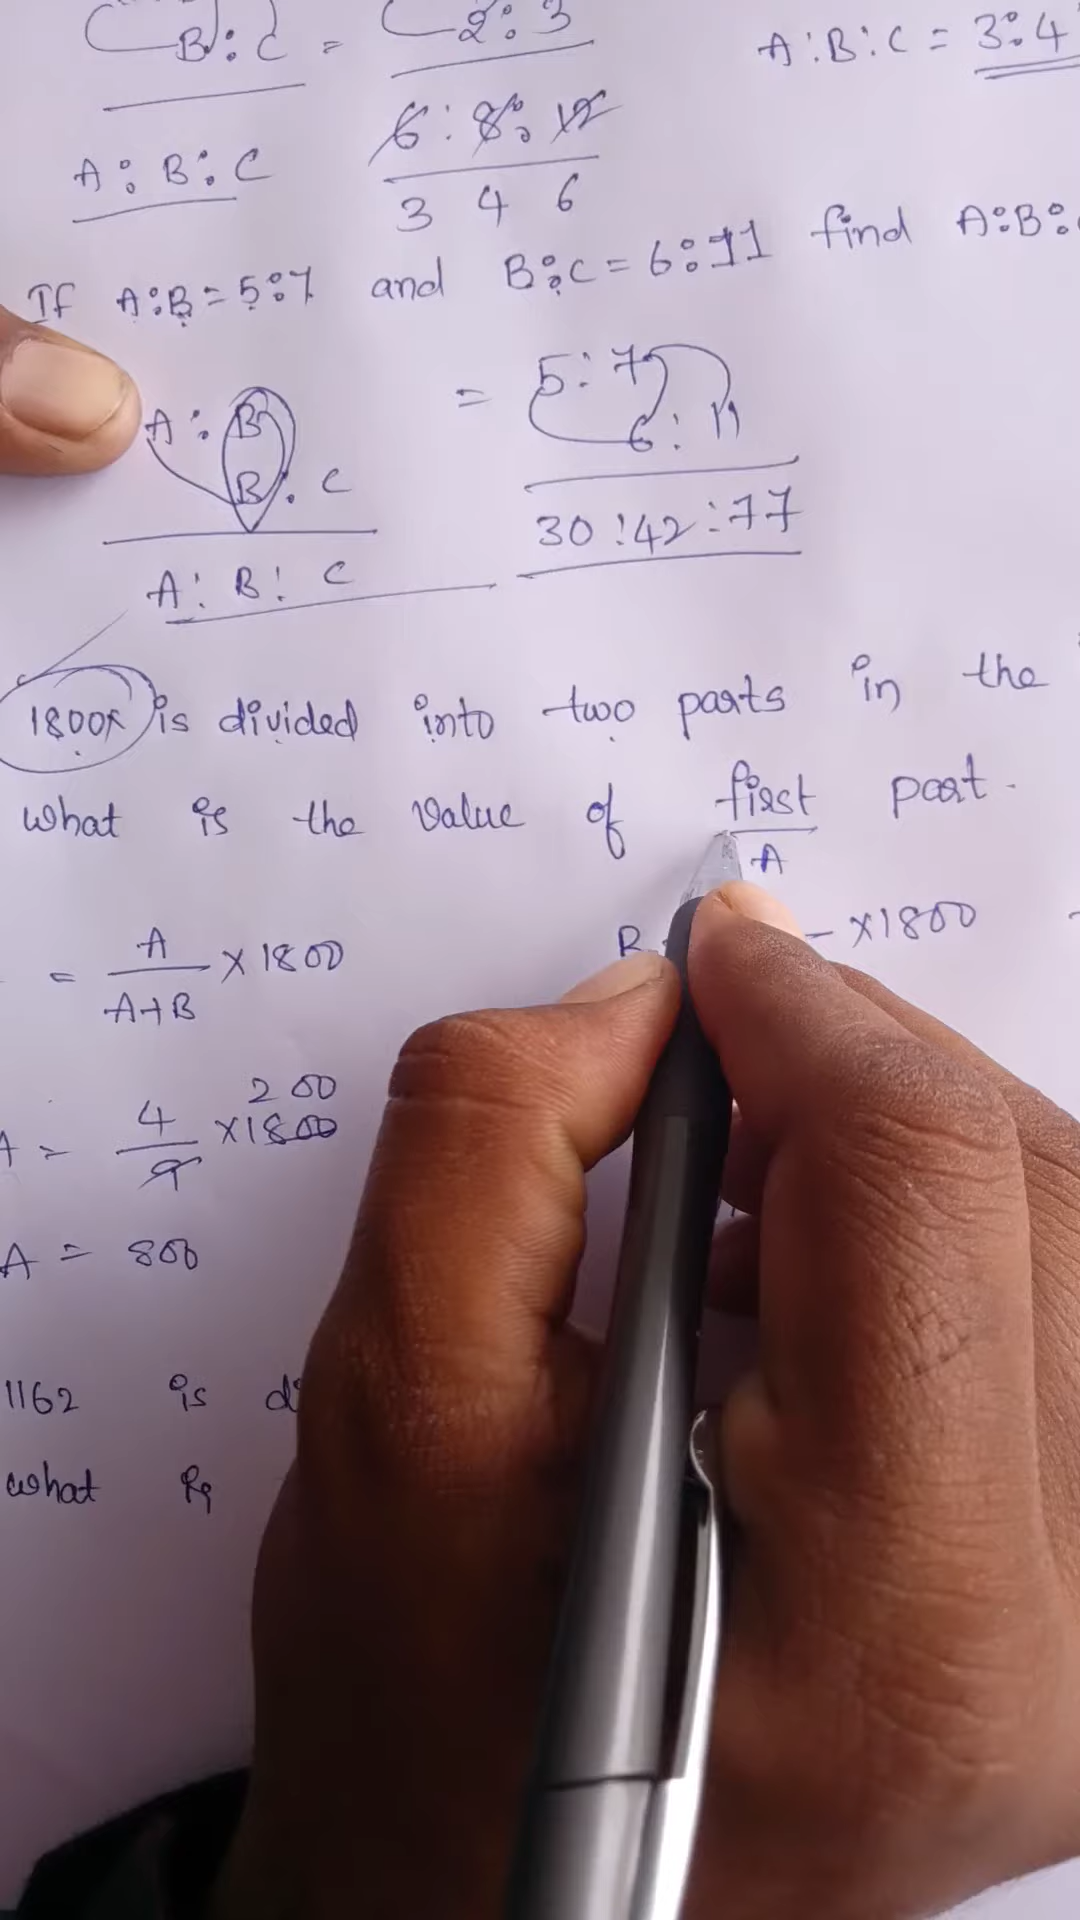 B:C = 2:3
A:B:C = 3:4
6:8:12
A:B:C
3 4 6
If A:B=5:7 and B:C=6:11 find A:B:
A:B = 5:7
B:C 6:11
A:B:C 30:42:77
1800 is divided into two parts in the
what is the value of first part.
A
= A/A+B ×1800 B ×1800
200
A = 4/9 ×1800
A = 800
1162 is di
what is